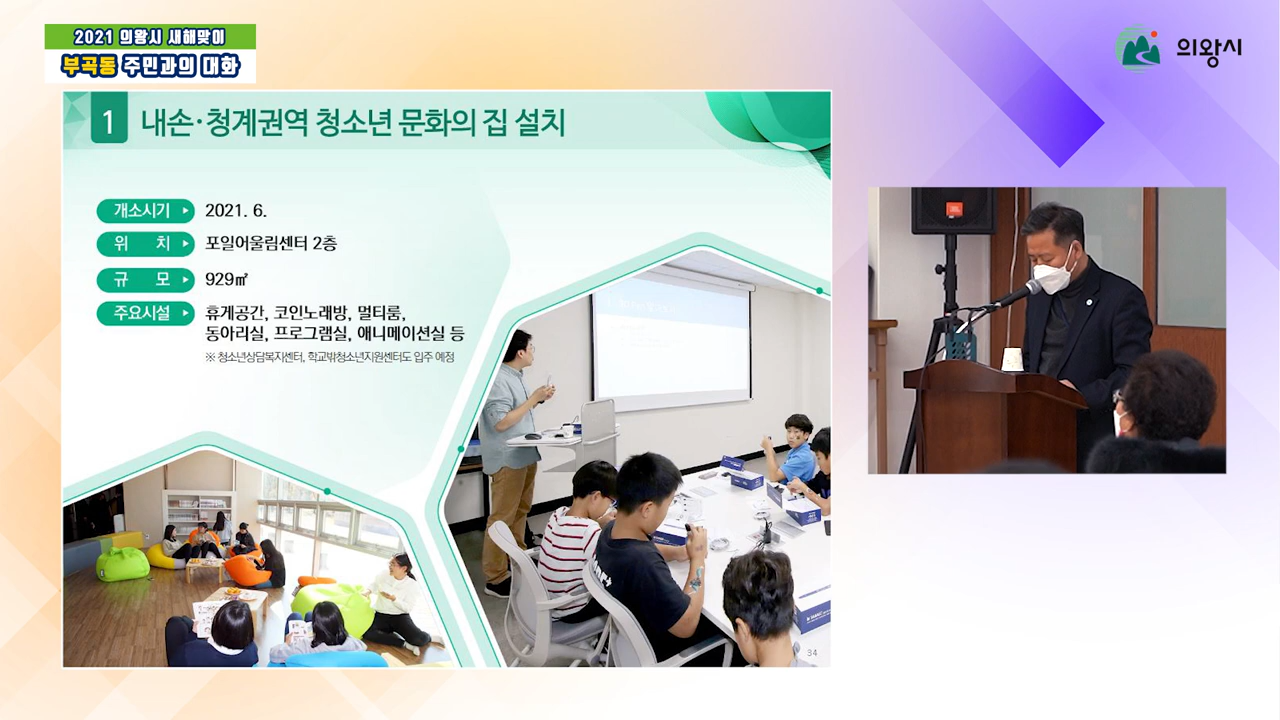 2021 의왕시 새해맞이
부곡동 주민과의 대화
의왕시
1 내손·청계권역 청소년 문화의 집 설치
개소시기 2021. 6.
위 치 포일어울림센터 2층
규 모 929㎡
주요시설 휴게공간, 코인노래방, 멀티룸,
동아리실, 프로그램실, 애니메이션실 등
※ 청소년상담복지센터, 학교밖청소년지원센터도 입주 예정
34